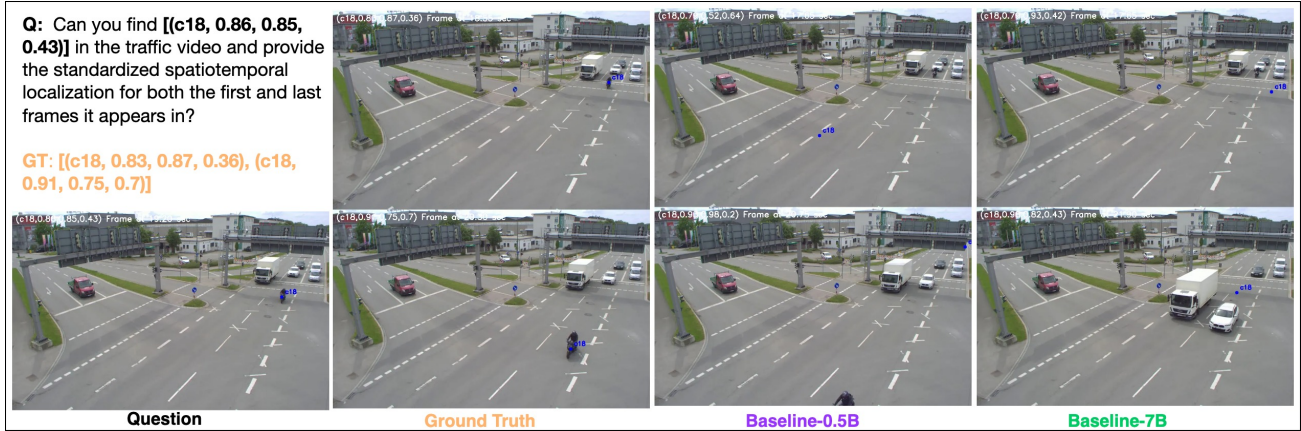 Q: Can you find [(c18, 0.86, 0.85,
0.43)] in the traffic video and provide
the standardized spatiotemporal
localization for both the first and last
frames it appears in?
GT: [(c18, 0.83, 0.87, 0.36), (c18,
0.91, 0.75, 0.7)]
c18
c18
c18
c18
c18
c18
Question
Ground Truth
Baseline-0.5B
Baseline-7B